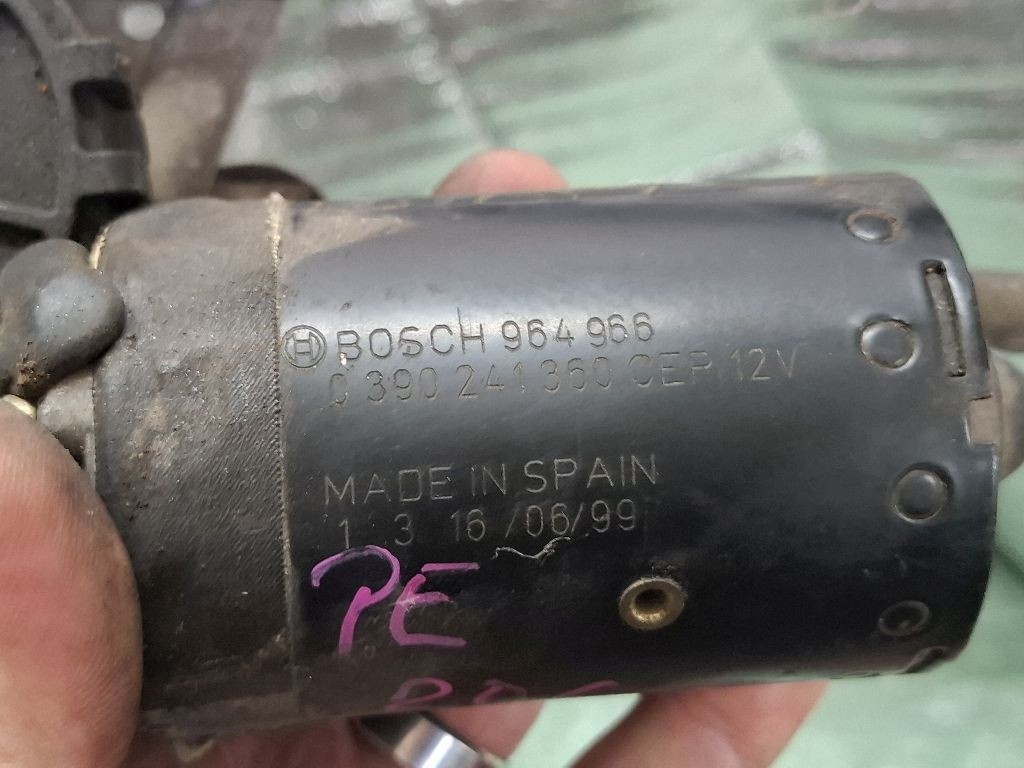 BOSCH 964 966
0 390 241 360 CEP 12V
MADE IN SPAIN
1 3 16/06/99
PE